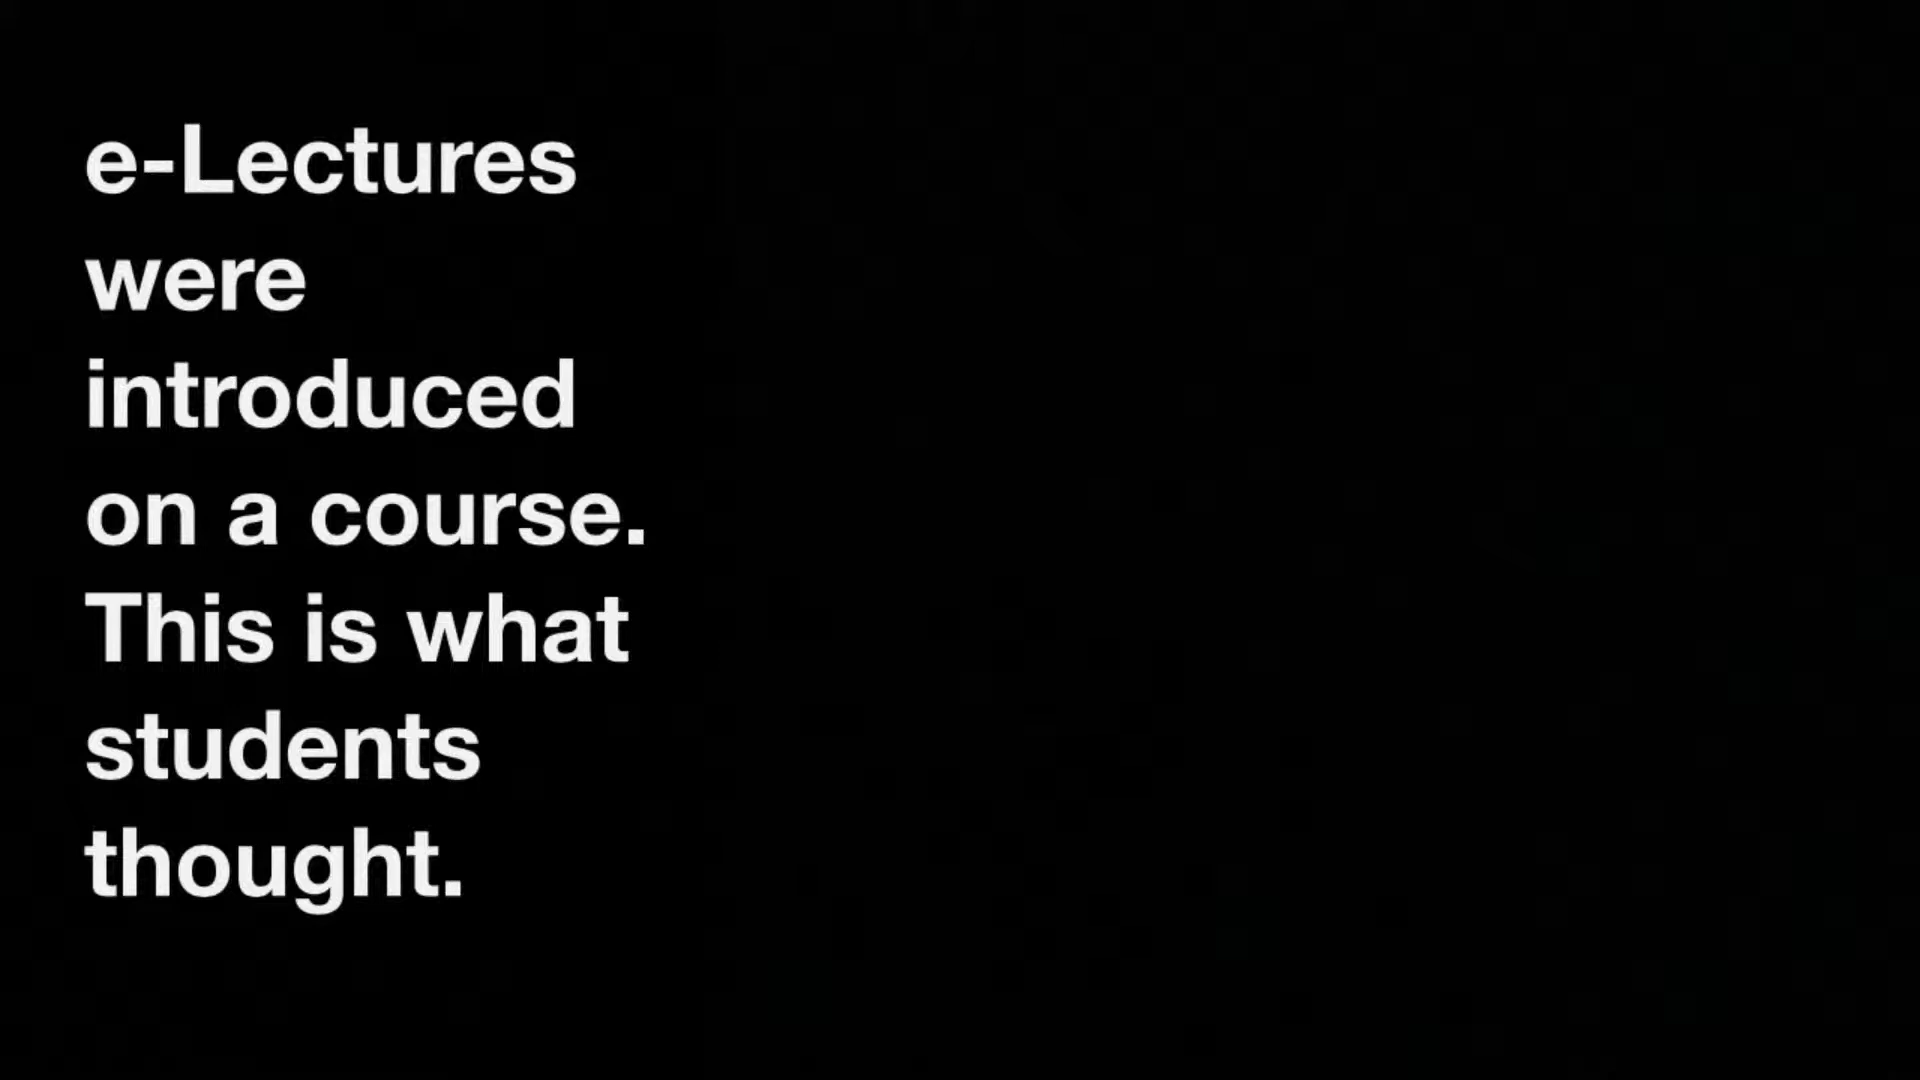 e-Lectures
were
introduced
on a course.
This is what
students
thought.